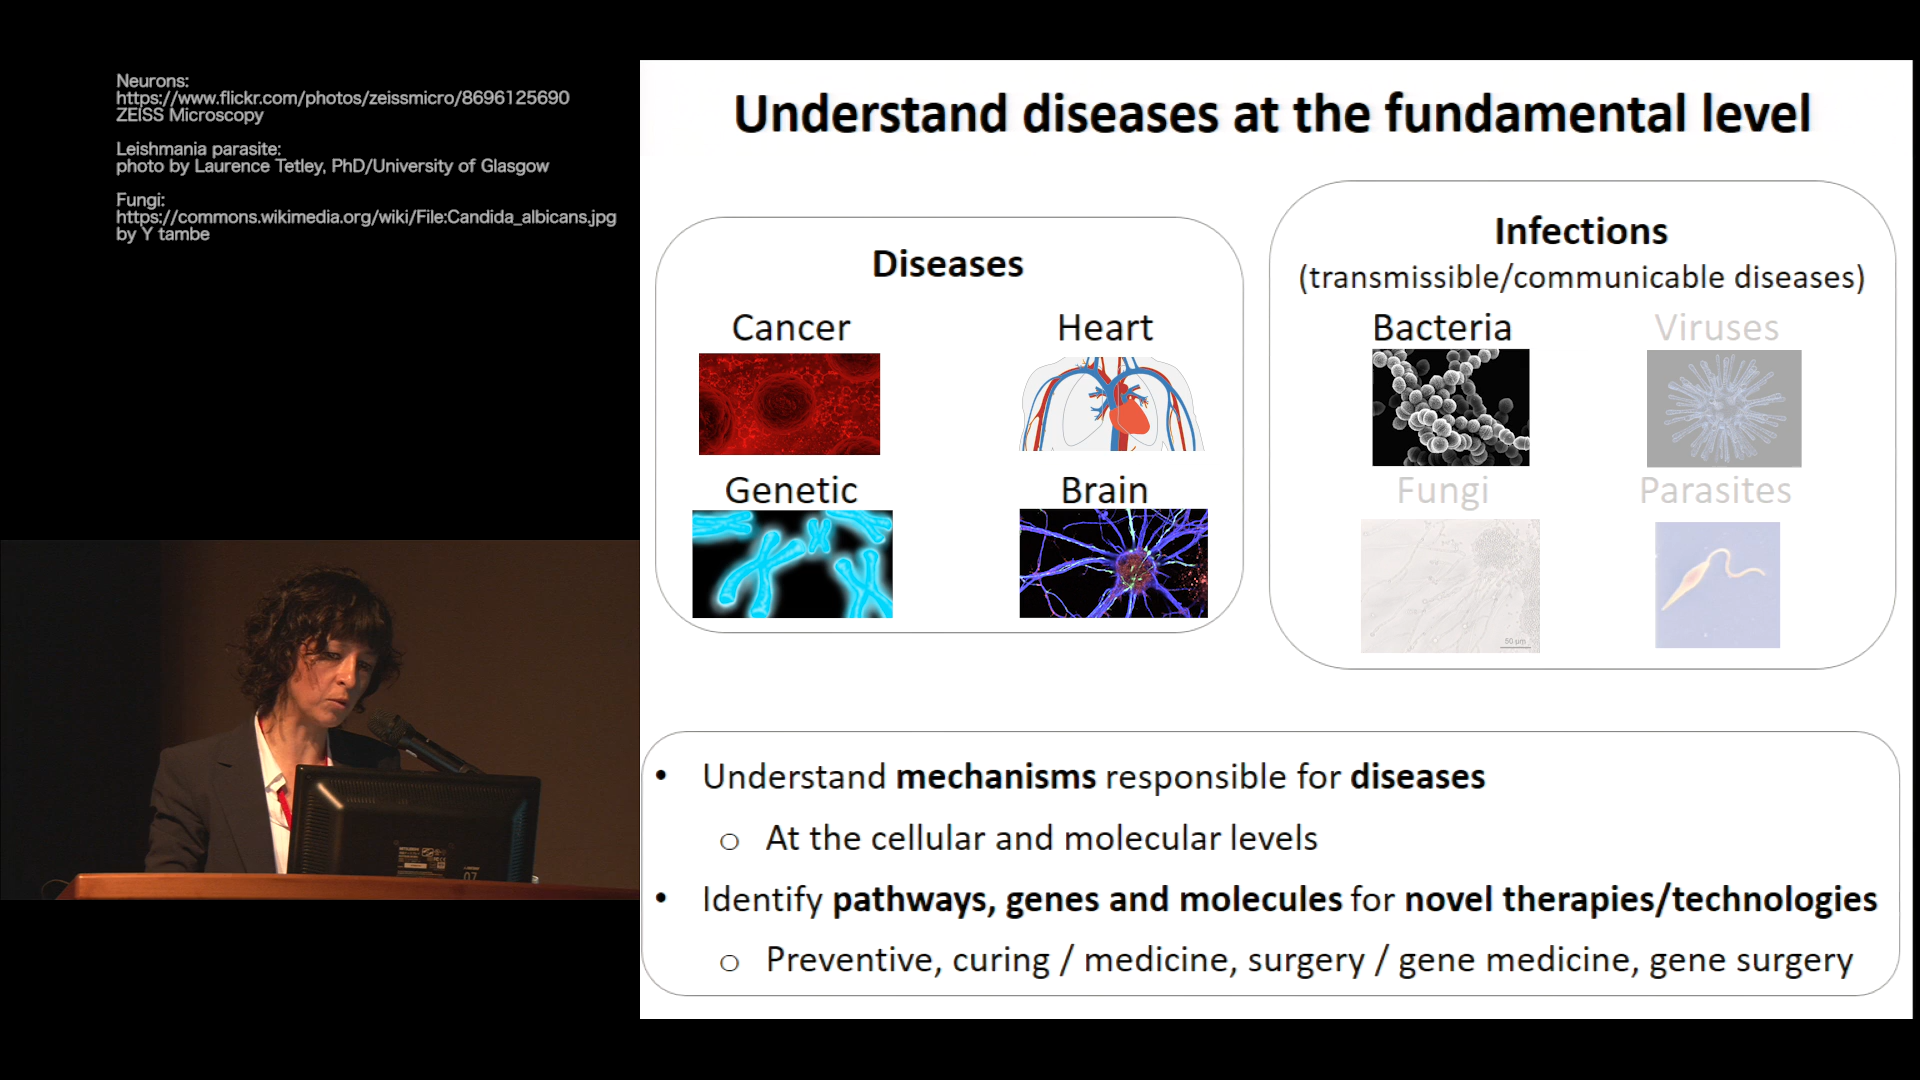 Neurons:
https://www.flickr.com/photos/zeissmicro/8696125690
ZEISS Microscopy
Leishmania parasite:
photo by Laurence Tetley, PhD/University of Glasgow
Fungi:
https://commons.wikimedia.org/wiki/File:Candida_albicans.jpg
by Y tambe
Understand diseases at the fundamental level
Diseases
Cancer
Heart
Genetic
Brain
Infections
(transmissible/communicable diseases)
Bacteria
Viruses
Fungi
Parasites
50 µm
• Understand mechanisms responsible for diseases
o At the cellular and molecular levels
• Identify pathways, genes and molecules for novel therapies/technologies
o Preventive, curing / medicine, surgery / gene medicine, gene surgery
07